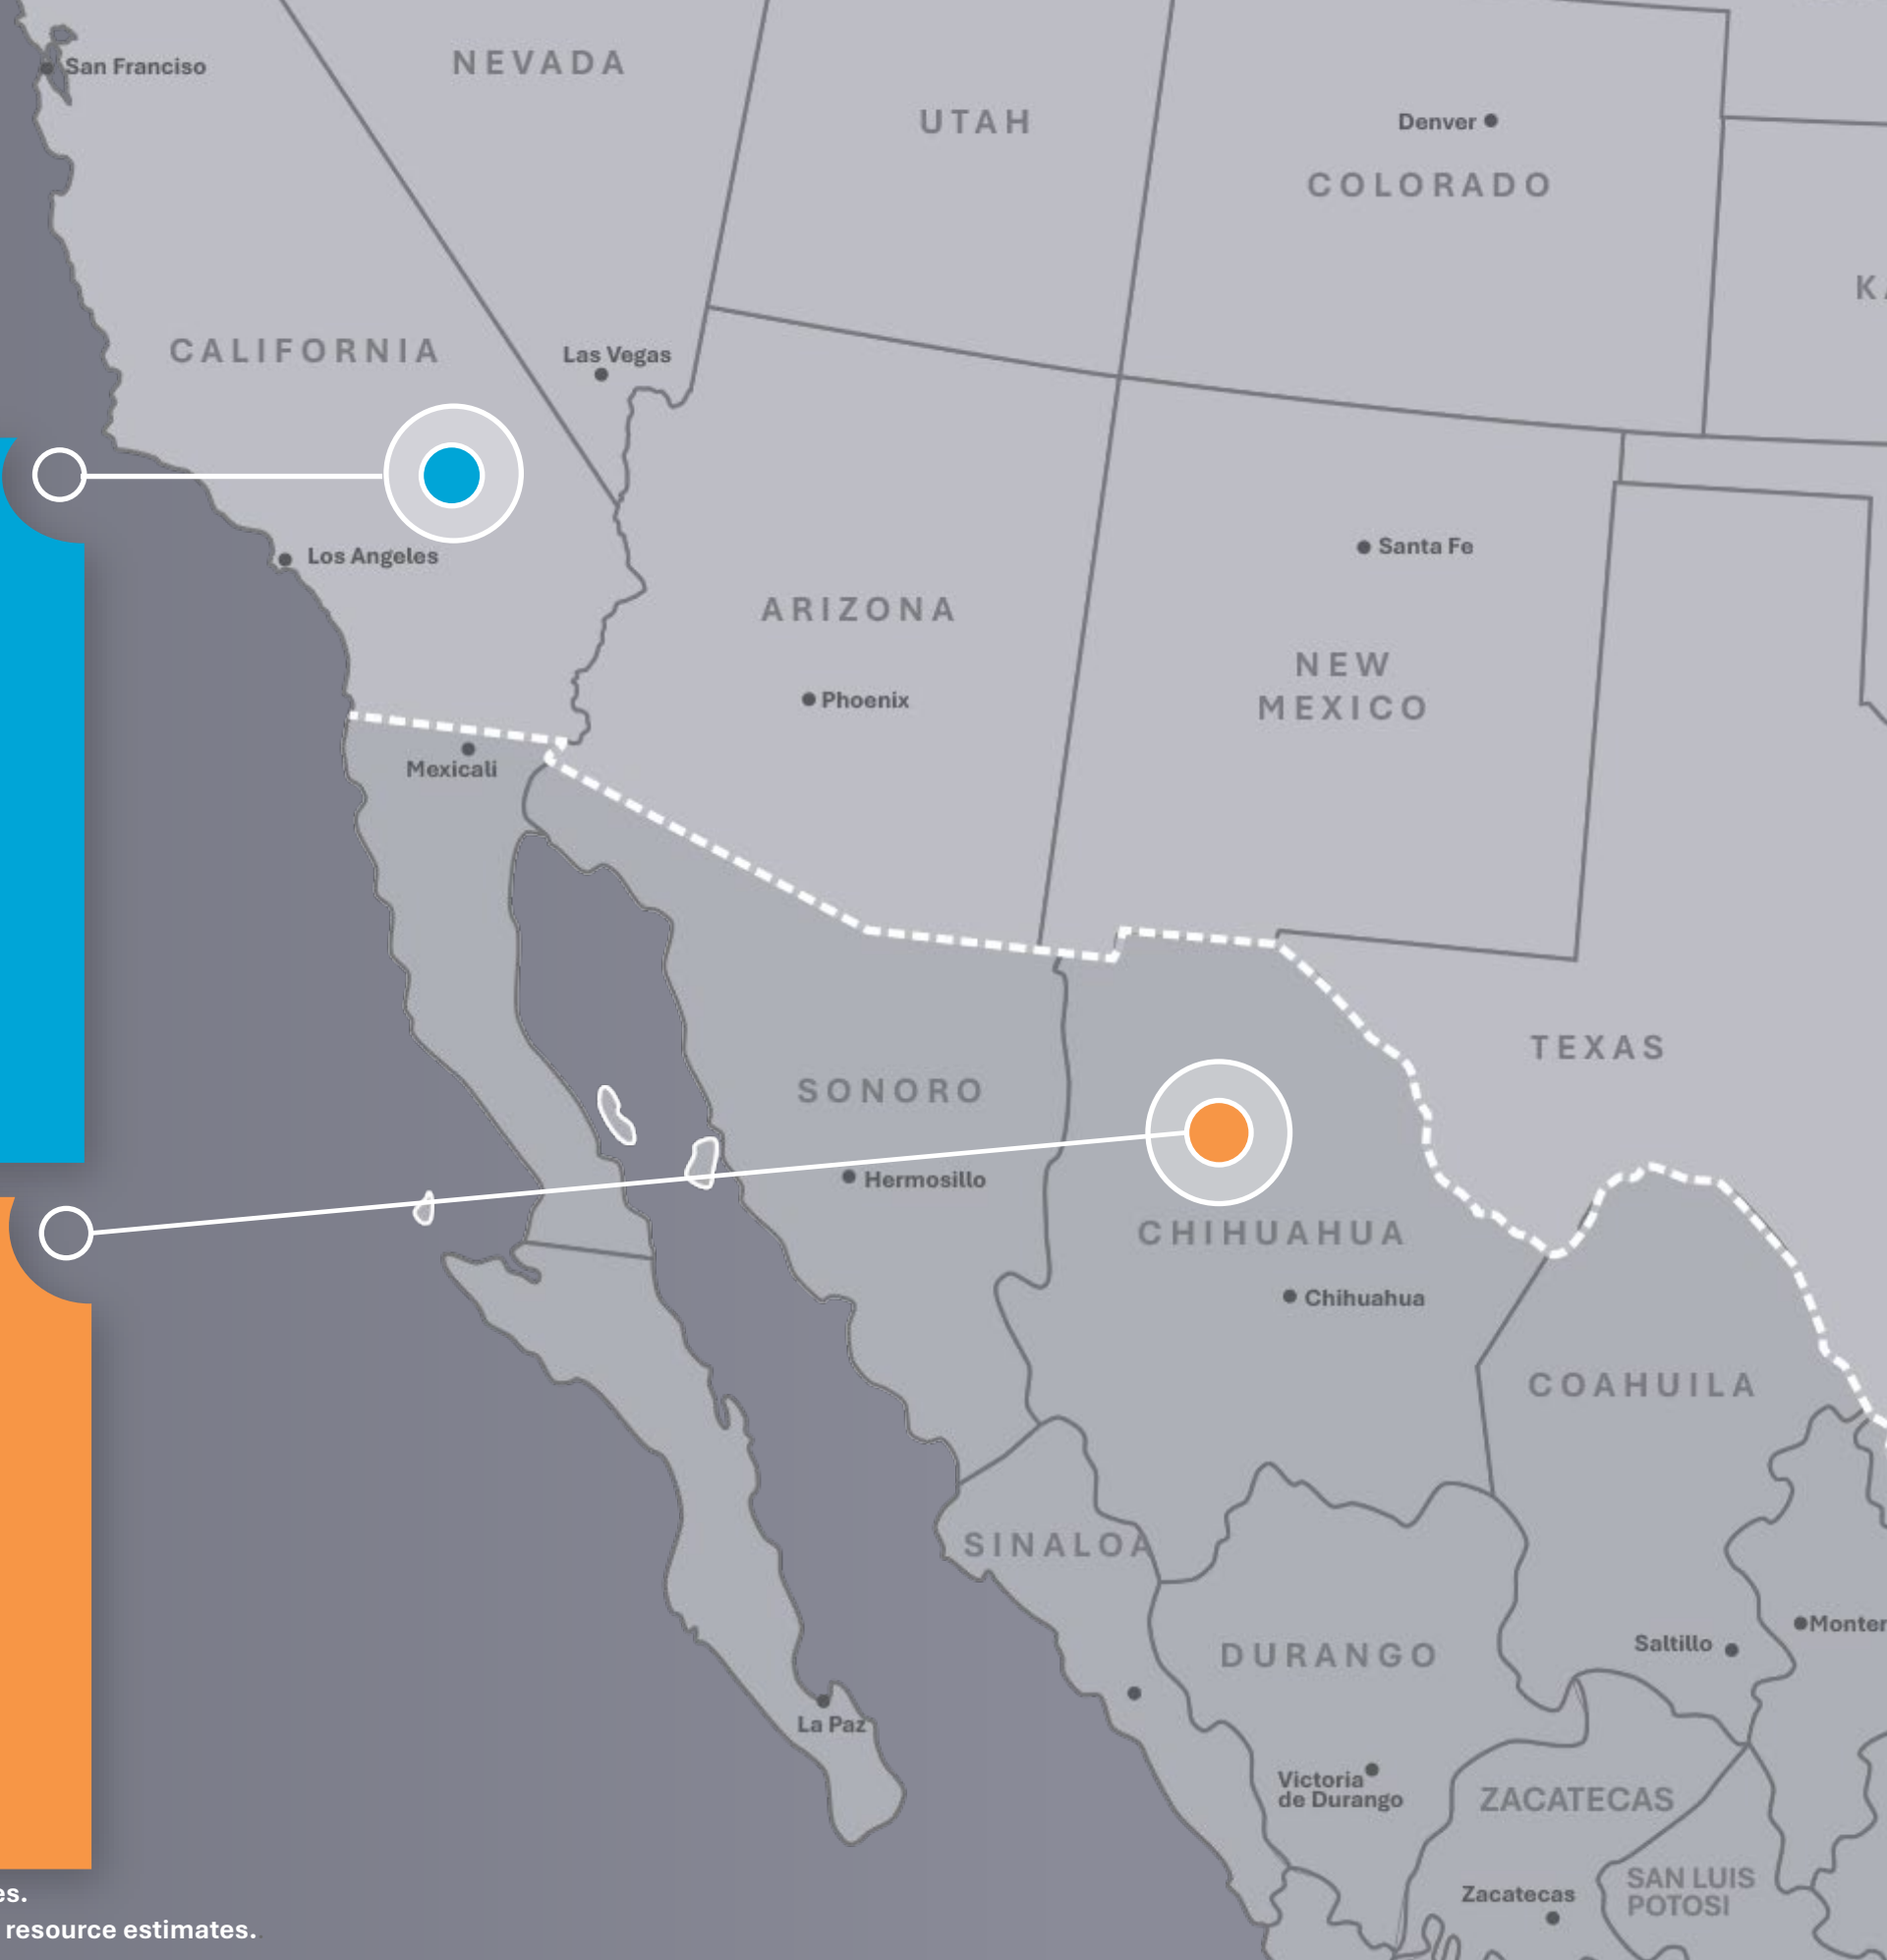 San Franciso
NEVADA
UTAH
Denver
COLORADO
CALIFORNIA
Las Vegas
Los Angeles
Santa Fe
ARIZONA
NEW
MEXICO
Phoenix
Mexicali
TEXAS
SONORO
Hermosillo
CHIHUAHUA
Chihuahua
COAHUILA
SINALOA
DURANGO
Saltillo
La Paz
Victoria
de Durango
ZACATECAS
SAN LUIS
POTOSI
Zacatecas
resource estimates.